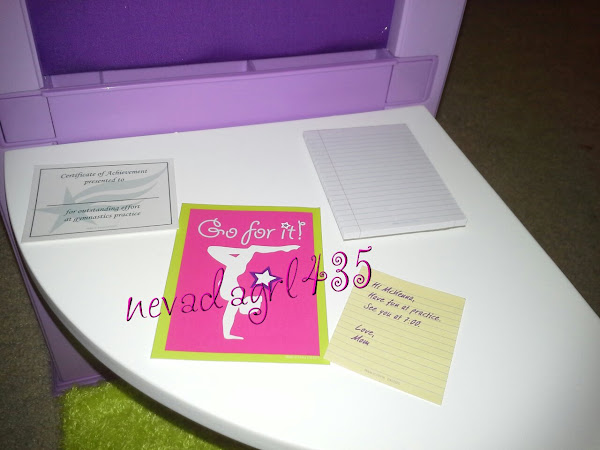 Certificate of Achievement
presented to
for outstanding effort
at gymnastics practice
Go for it!
nevadagrl435
Hi McKenna,
Have fun at practice.
See you at 7:00.
Love,
Mom